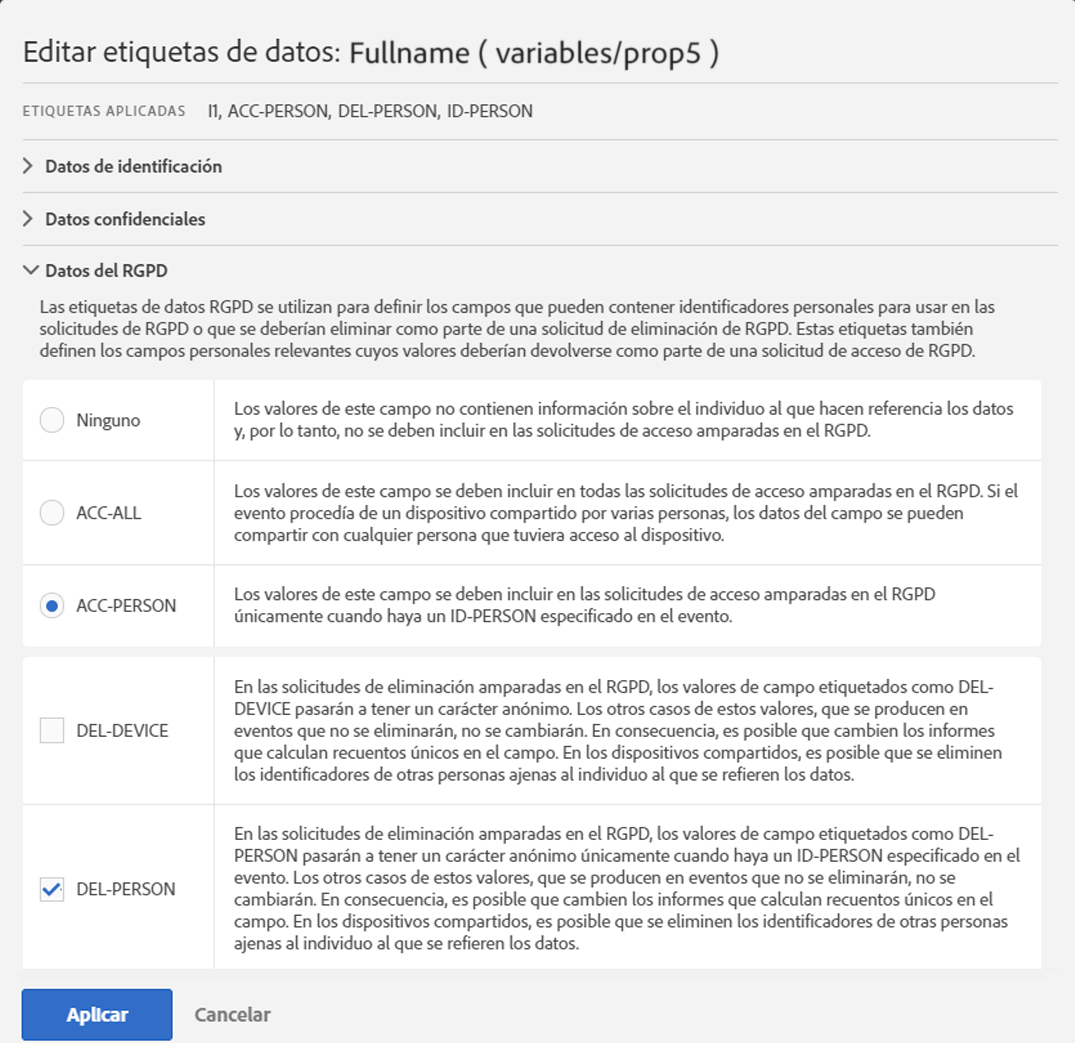 Editar etiquetas de datos: Fullname ( variables/prop5 )
ETIQUETAS APLICADAS I1, ACC-PERSON, DEL-PERSON, ID-PERSON
Datos de identificación
Datos confidenciales
Datos del RGPD
Las etiquetas de datos RGPD se utilizan para definir los campos que pueden contener identificadores personales para usar en las
solicitudes de RGPD o que se deberían eliminar como parte de una solicitud de eliminación de RGPD. Estas etiquetas también
definen los campos personales relevantes cuyos valores deberían devolverse como parte de una solicitud de acceso de RGPD.
Ninguno
Los valores de este campo no contienen información sobre el individuo al que hacen referencia los datos
y, por lo tanto, no se deben incluir en las solicitudes de acceso amparadas en el RGPD.
ACC-ALL
Los valores de este campo se deben incluir en todas las solicitudes de acceso amparadas en el RGPD. Si el
evento procedía de un dispositivo compartido por varias personas, los datos del campo se pueden
compartir con cualquier persona que tuviera acceso al dispositivo.
ACC-PERSON
Los valores de este campo se deben incluir en las solicitudes de acceso amparadas en el RGPD
únicamente cuando haya un ID-PERSON especificado en el evento.
DEL-DEVICE
En las solicitudes de eliminación amparadas en el RGPD, los valores de campo etiquetados como DEL-
DEVICE pasarán a tener un carácter anónimo. Los otros casos de estos valores, que se producen en
eventos que no se eliminarán, no se cambiarán. En consecuencia, es posible que cambien los informes
que calculan recuentos únicos en el campo. En los dispositivos compartidos, es posible que se eliminen
los identificadores de otras personas ajenas al individuo al que se refieren los datos.
DEL-PERSON
En las solicitudes de eliminación amparadas en el RGPD, los valores de campo etiquetados como DEL-
PERSON pasarán a tener un carácter anónimo únicamente cuando haya un ID-PERSON especificado en el
evento. Los otros casos de estos valores, que se producen en eventos que no se eliminarán, no se
cambiarán. En consecuencia, es posible que cambien los informes que calculan recuentos únicos en el
campo. En los dispositivos compartidos, es posible que se eliminen los identificadores de otras personas
ajenas al individuo al que se refieren los datos.
Aplicar Cancelar